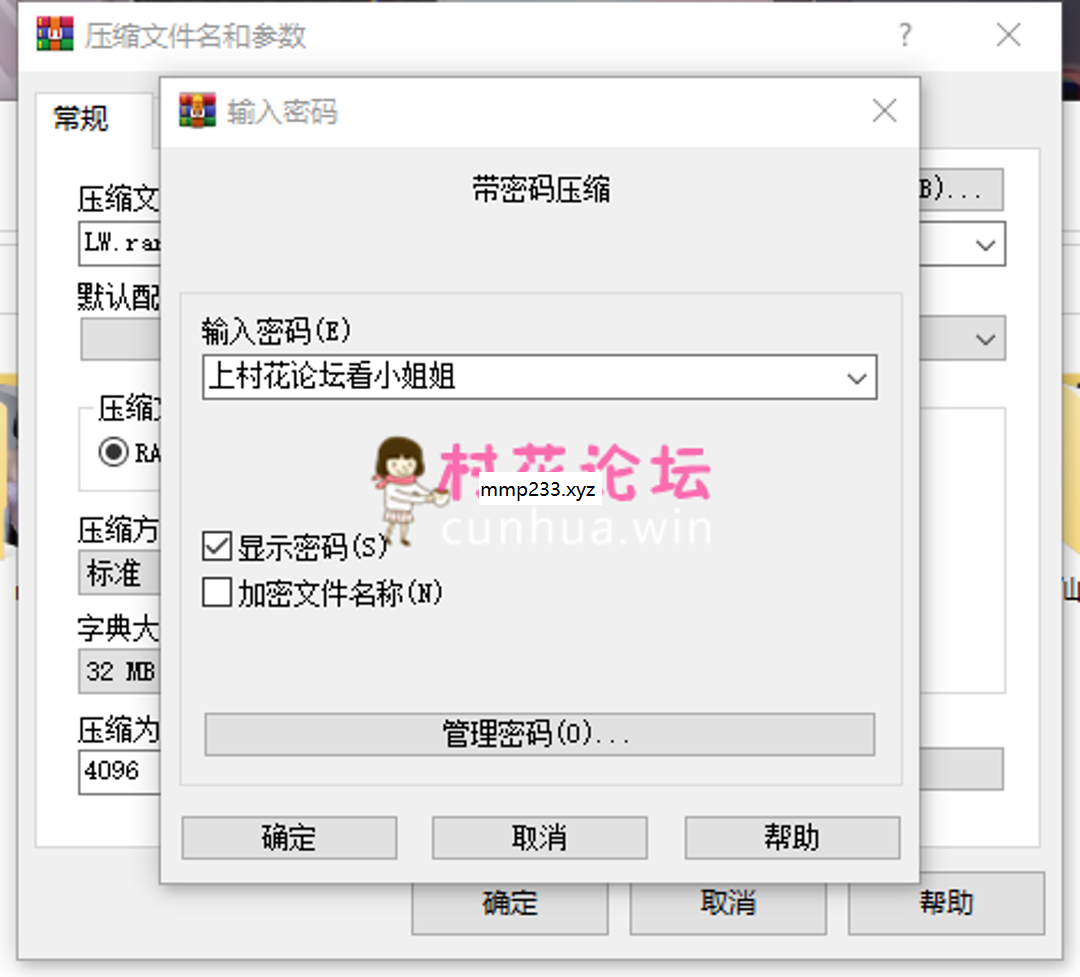 压缩文件名和参数
?
常规
输入密码
带密码压缩
压缩文
B)...
LW.rar
默认配
输入密码(E)
上村花论坛看小姐姐
压缩
RA
村花论坛
mmp233.xyz
cunhua.win
压缩方
显示密码(S)
标准
加密文件名称(N)
字典大
32 MB
压缩为
管理密码(O)...
4096
确定
取消
帮助
确定
取消
帮助